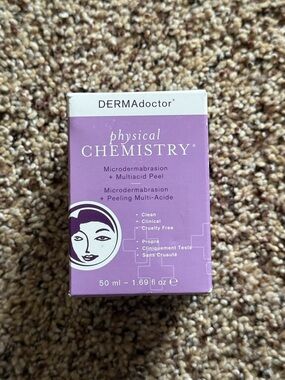 DERMAdoctor®
physical
CHEMISTRY®
Microdermabrasion
+ Multiacid Peel
Microdermabrasion
+ Peeling Multi-Acide
• Clean
• Clinical
• Cruelty Free
• Propre
• Cliniquement Testé
• Sans Cruauté
50 ml – 1.69 fl oz ℮